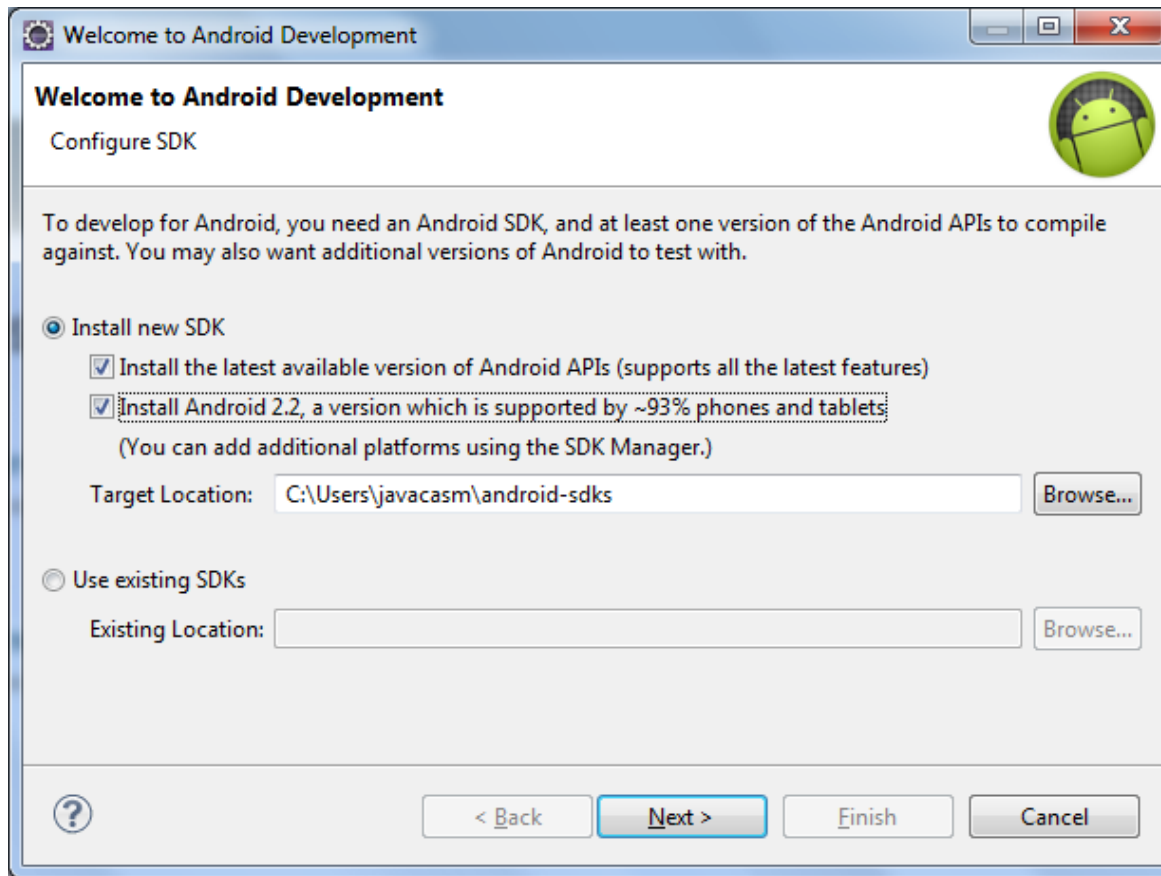 Welcome to Android Development
Welcome to Android Development
Configure SDK
To develop for Android, you need an Android SDK, and at least one version of the Android APIs to compile
against. You may also want additional versions of Android to test with.
Install new SDK
Install the latest available version of Android APIs (supports all the latest features)
Install Android 2.2, a version which is supported by ~93% phones and tablets
(You can add additional platforms using the SDK Manager.)
Target Location: C:\Users\javacasm\android-sdks Browse...
Use existing SDKs
Existing Location: Browse...
? < Back Next > Finish Cancel